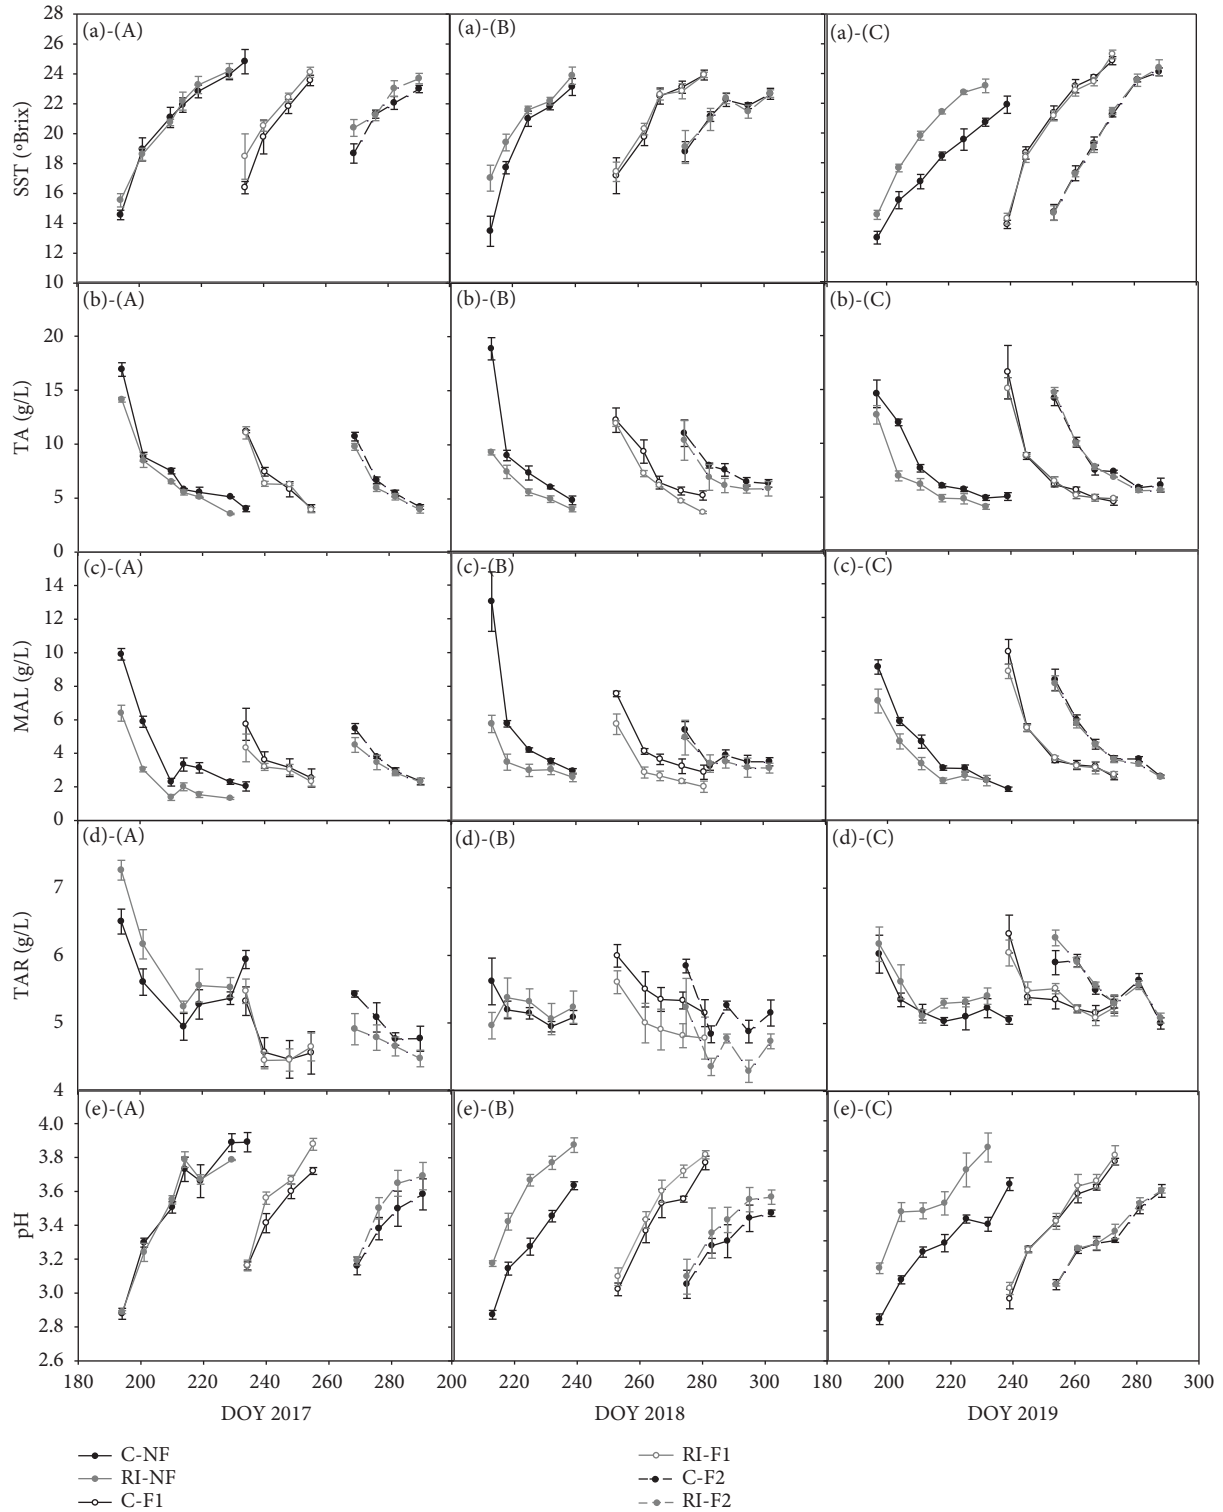 (a)-(A)
(a)-(B)
(a)-(C)
28
26
24
22
20
18
16
14
12
10
SST (ºBrix)
(b)-(A)
(b)-(B)
(b)-(C)
20
15
10
5
0
TA (g/L)
(c)-(A)
(c)-(B)
(c)-(C)
14
12
10
8
6
4
2
0
MAL (g/L)
(d)-(A)
(d)-(B)
(d)-(C)
7
6
5
4
TAR (g/L)
(e)-(A)
(e)-(B)
(e)-(C)
4.0
3.8
3.6
3.4
3.2
3.0
2.8
2.6
pH
180 200 220 240 260 280 180 200 220 240 260 280 300 180 200 220 240 260 280 300
DOY 2017 DOY 2018 DOY 2019
C-NF
RI-NF
C-F1
RI-F1
C-F2
RI-F2